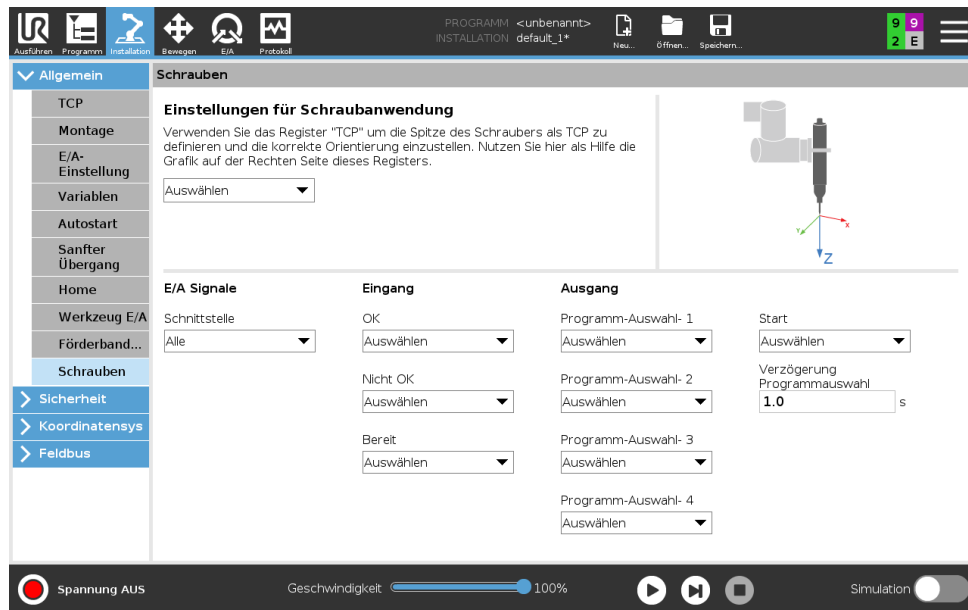 UR
PROGRAMM <unbenannt>
INSTALLATION default_1*
Ausführen Programm Installation Bewegen E/A Protokoll
Neu... Öffnen... Speichern...
9 9
2 E
Allgemein
TCP
Montage
E/A-
Einstellung
Variablen
Autostart
Sanfter
Übergang
Home
Werkzeug E/A
Förderband...
Schrauben
Sicherheit
Koordinatensys
Feldbus
Schrauben
Einstellungen für Schraubanwendung
Verwenden Sie das Register "TCP" um die Spitze des Schraubers als TCP zu
definieren und die korrekte Orientierung einzustellen. Nutzen Sie hier als Hilfe die
Grafik auf der Rechten Seite dieses Registers.
Auswählen
Y X
Z
E/A Signale
Schnittstelle
Alle
Eingang
OK
Auswählen
Nicht OK
Auswählen
Bereit
Auswählen
Ausgang
Programm-Auswahl- 1
Auswählen
Programm-Auswahl- 2
Auswählen
Programm-Auswahl- 3
Auswählen
Programm-Auswahl- 4
Auswählen
Start
Auswählen
Verzögerung
Programmauswahl
1.0 s
Spannung AUS
Geschwindigkeit 100%
Simulation